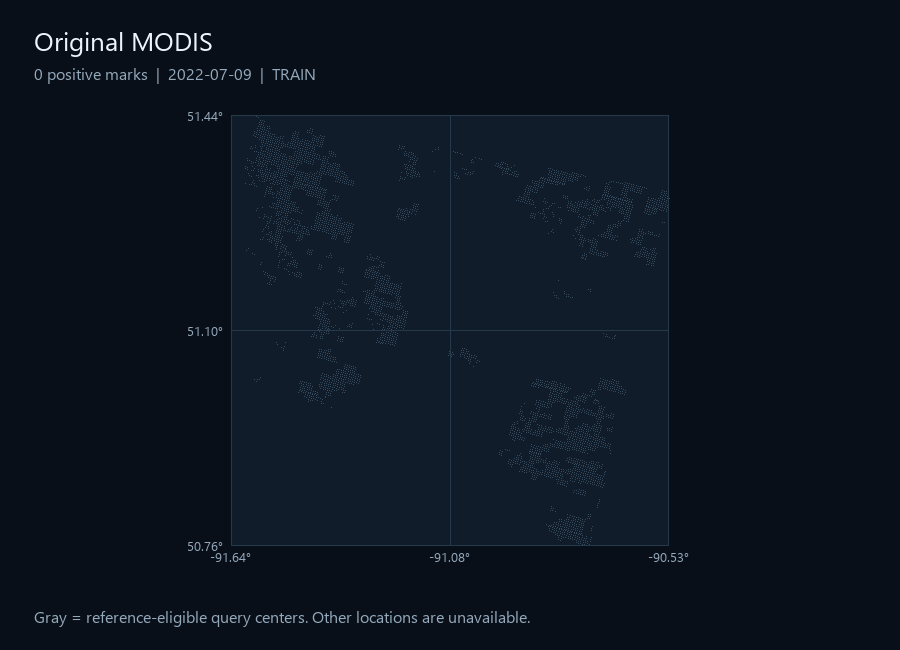 Original MODIS
0 positive marks | 2022-07-09 | TRAIN
51.44°
51.10°
50.76°
-91.64°
-91.08°
-90.53°
Gray = reference-eligible query centers. Other locations are unavailable.